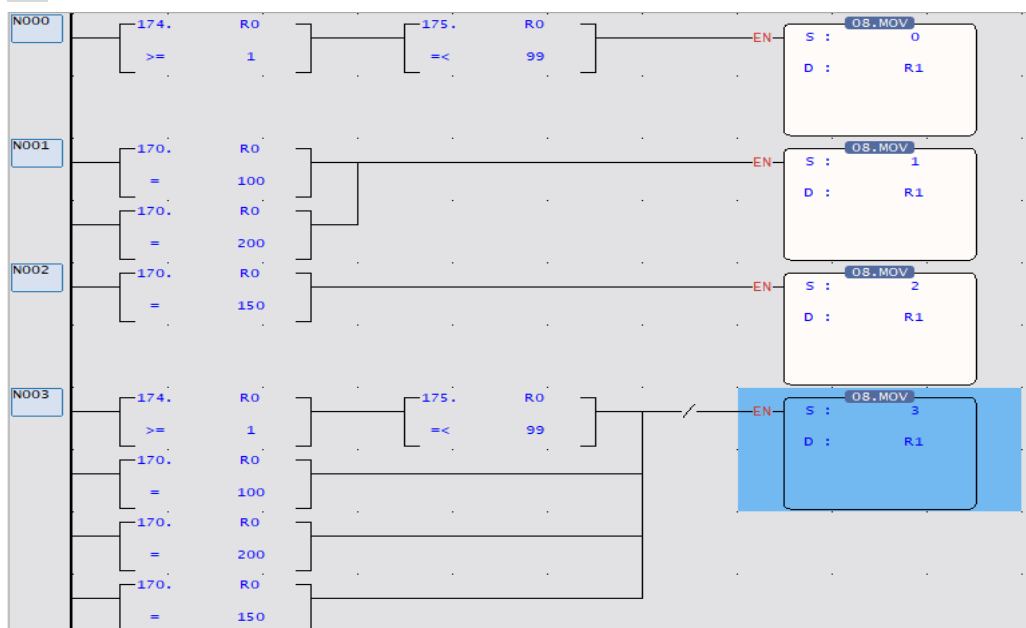 N000 174. R0 175. R0 08.MOV
EN S : 0
>= 1 =< 99
D : R1
N001 170. R0 08.MOV
EN S : 1
= 100
D : R1
170. R0
= 200
N002 170. R0 08.MOV
EN S : 2
= 150
D : R1
N003 174. R0 175. R0 08.MOV
EN S : 3
>= 1 =< 99
D : R1
170. R0
= 100
170. R0
= 200
170. R0
= 150